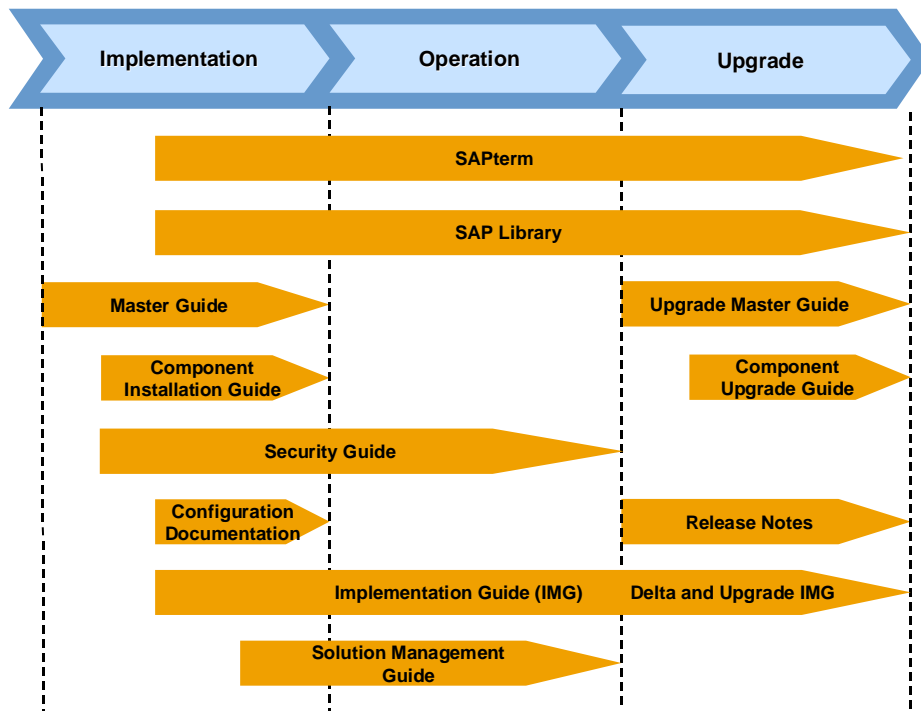 Implementation
Operation
Upgrade
SAPterm
SAP Library
Master Guide
Upgrade Master Guide
Component
Installation Guide
Component
Upgrade Guide
Security Guide
Configuration
Documentation
Release Notes
Implementation Guide (IMG)
Delta and Upgrade IMG
Solution Management
Guide